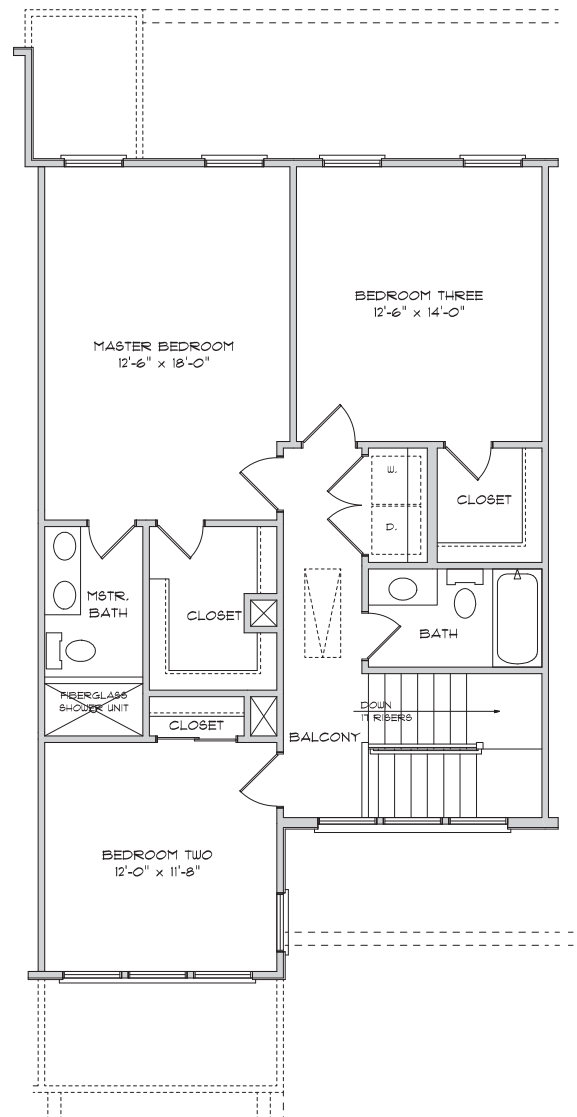 BEDROOM THREE
12'-6" x 14'-0"
MASTER BEDROOM
12'-6" x 18'-0"
W.
CLOSET
D.
MSTR.
BATH
CLOSET
BATH
FIBERGLASS
SHOWER UNIT
CLOSET
DOWN
17 RISERS
BALCONY
BEDROOM TWO
12'-0" x 11'-8"